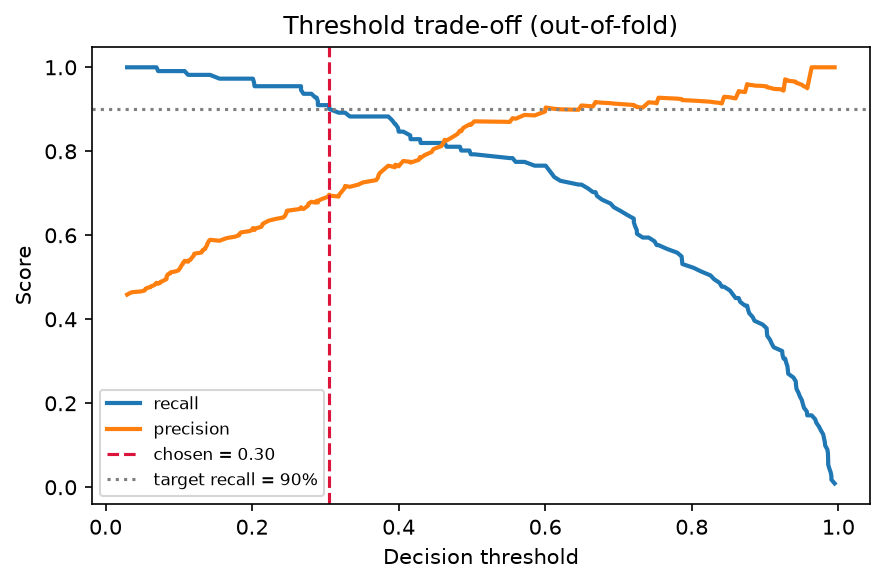 Threshold trade-off (out-of-fold)
Score
1.0
0.8
0.6
0.4
0.2
0.0
recall
precision
chosen = 0.30
target recall = 90%
0.0 0.2 0.4 0.6 0.8 1.0
Decision threshold